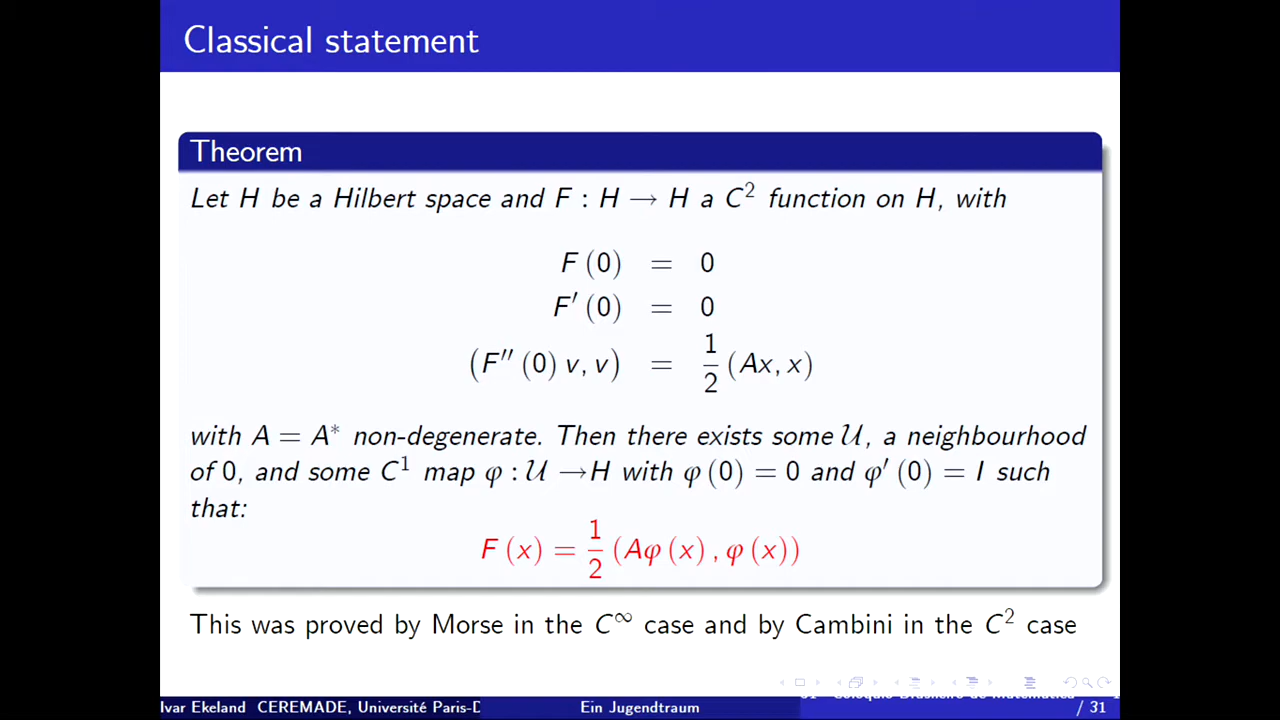 Classical statement
Theorem
Let H be a Hilbert space and F : H → H a C² function on H, with
F (0) = 0
F′ (0) = 0
(F″ (0) v, v) = 1/2 (Ax, x)
with A = A* non-degenerate. Then there exists some 𝒰, a neighbourhood
of 0, and some C¹ map φ : 𝒰 →H with φ (0) = 0 and φ′ (0) = I such
that:
F (x) = 1/2 (Aφ (x) , φ (x))
This was proved by Morse in the C∞ case and by Cambini in the C² case
Ivar Ekeland CEREMADE, Université Paris-D
Ein Jugendtraum
/ 31